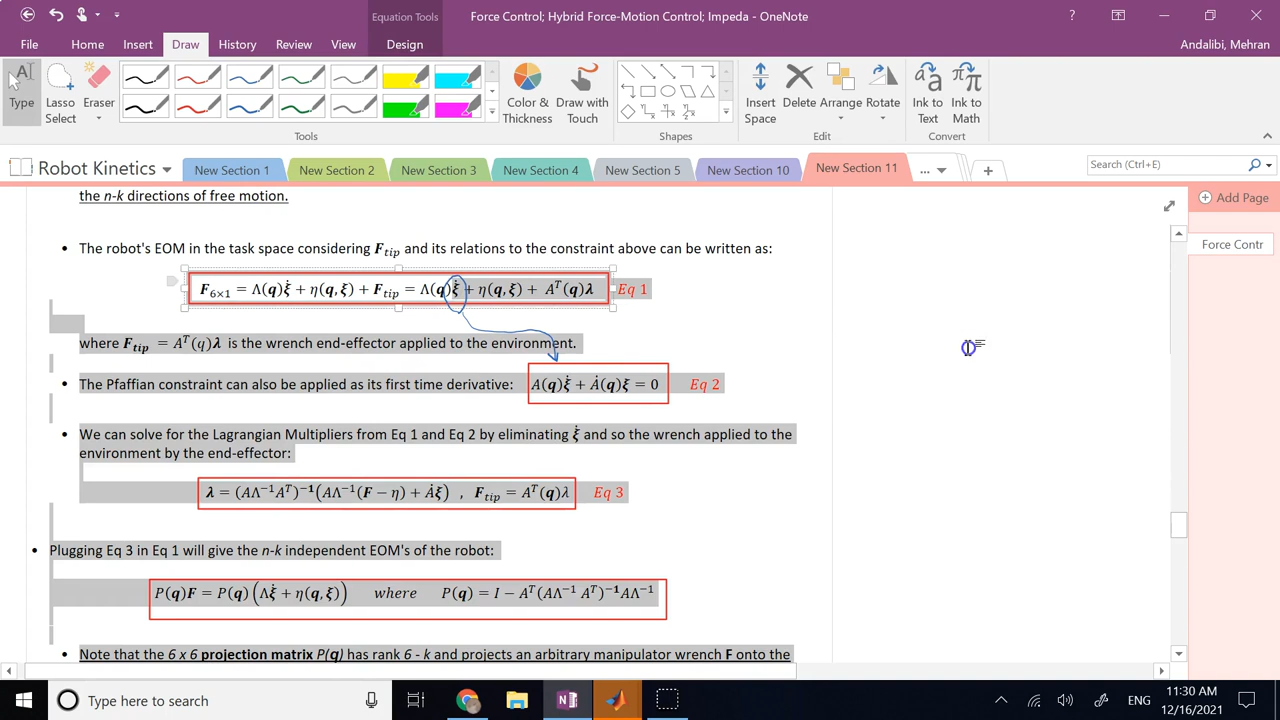 Equation Tools
Force Control; Hybrid Force-Motion Control; Impeda - OneNote
File Home Insert Draw History Review View Design
Andalibi, Mehran
Type
Lasso Select
Eraser
Color & Thickness
Draw with Touch
Insert Space
Delete
Arrange
Rotate
Ink to Text
Ink to Math
Tools
Shapes
Edit
Convert
Robot Kinetics
New Section 1
New Section 2
New Section 3
New Section 4
New Section 5
New Section 10
New Section 11
...
Search (Ctrl+E)
Add Page
Force Contr
the n-k directions of free motion.
• The robot's EOM in the task space considering F_tip and its relations to the constraint above can be written as:
F_{6×1} = Λ(q)ξ̇ + η(q, ξ) + F_tip = Λ(q)ξ̇ + η(q, ξ) + A^T(q)λ Eq 1
where F_tip = A^T(q)λ is the wrench end-effector applied to the environment.
• The Pfaffian constraint can also be applied as its first time derivative: A(q)ξ̇ + Ȧ(q)ξ = 0 Eq 2
• We can solve for the Lagrangian Multipliers from Eq 1 and Eq 2 by eliminating ξ̇ and so the wrench applied to the
environment by the end-effector:
λ = (AΛ^{-1}A^T)^{-1}(AΛ^{-1}(F − η) + Ȧξ) , F_tip = A^T(q)λ Eq 3
• Plugging Eq 3 in Eq 1 will give the n-k independent EOM's of the robot:
P(q)F = P(q)(Λξ̇ + η(q, ξ)) where P(q) = I − A^T(AΛ^{-1} A^T)^{-1}AΛ^{-1}
• Note that the 6 x 6 projection matrix P(q) has rank 6 - k and projects an arbitrary manipulator wrench F onto the
Type here to search
ENG
11:30 AM
12/16/2021